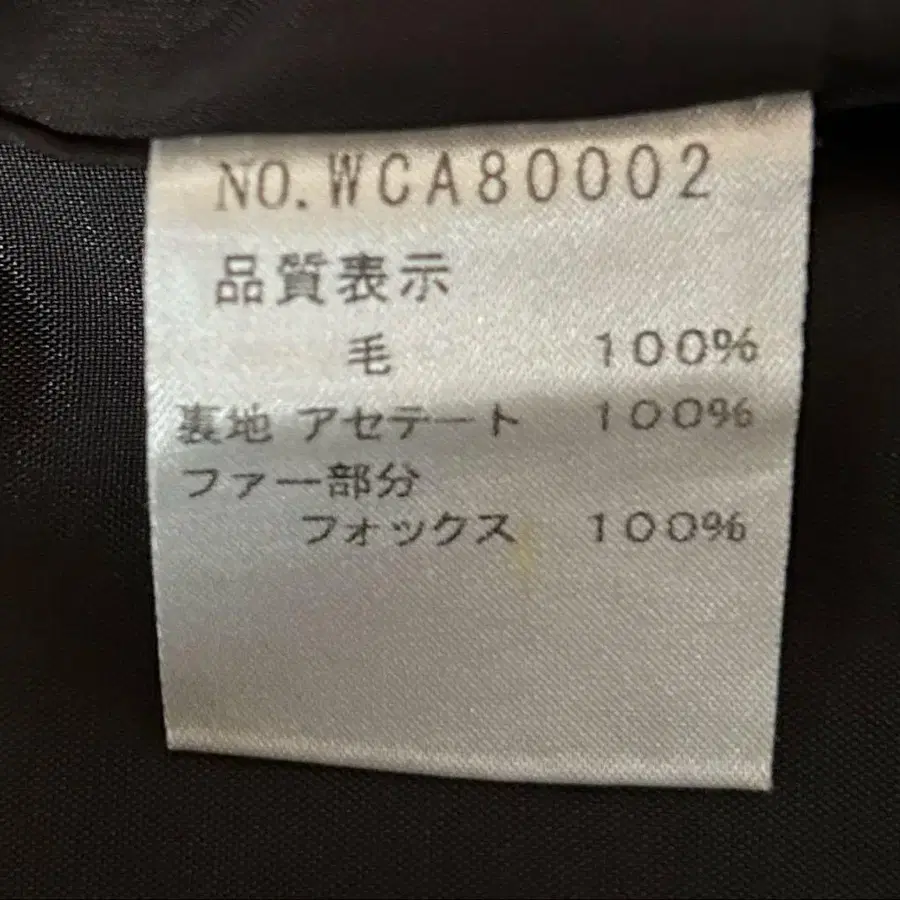 NO.WCA80002
品質表示
毛 100%
裏地 アセテート 100%
ファー部分
フォックス 100%